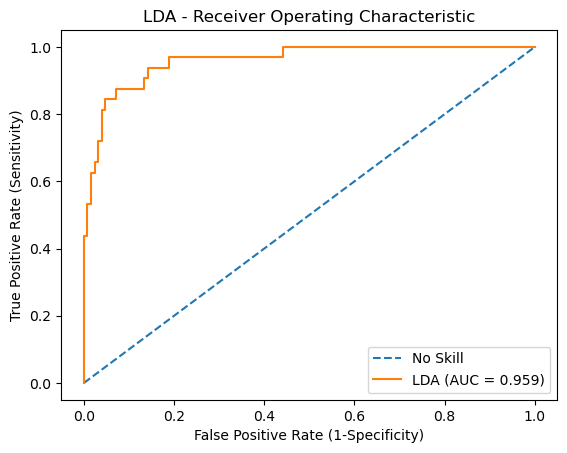 LDA - Receiver Operating Characteristic
True Positive Rate (Sensitivity)
1.0
0.8
0.6
0.4
0.2
0.0
No Skill
LDA (AUC = 0.959)
0.0 0.2 0.4 0.6 0.8 1.0
False Positive Rate (1-Specificity)